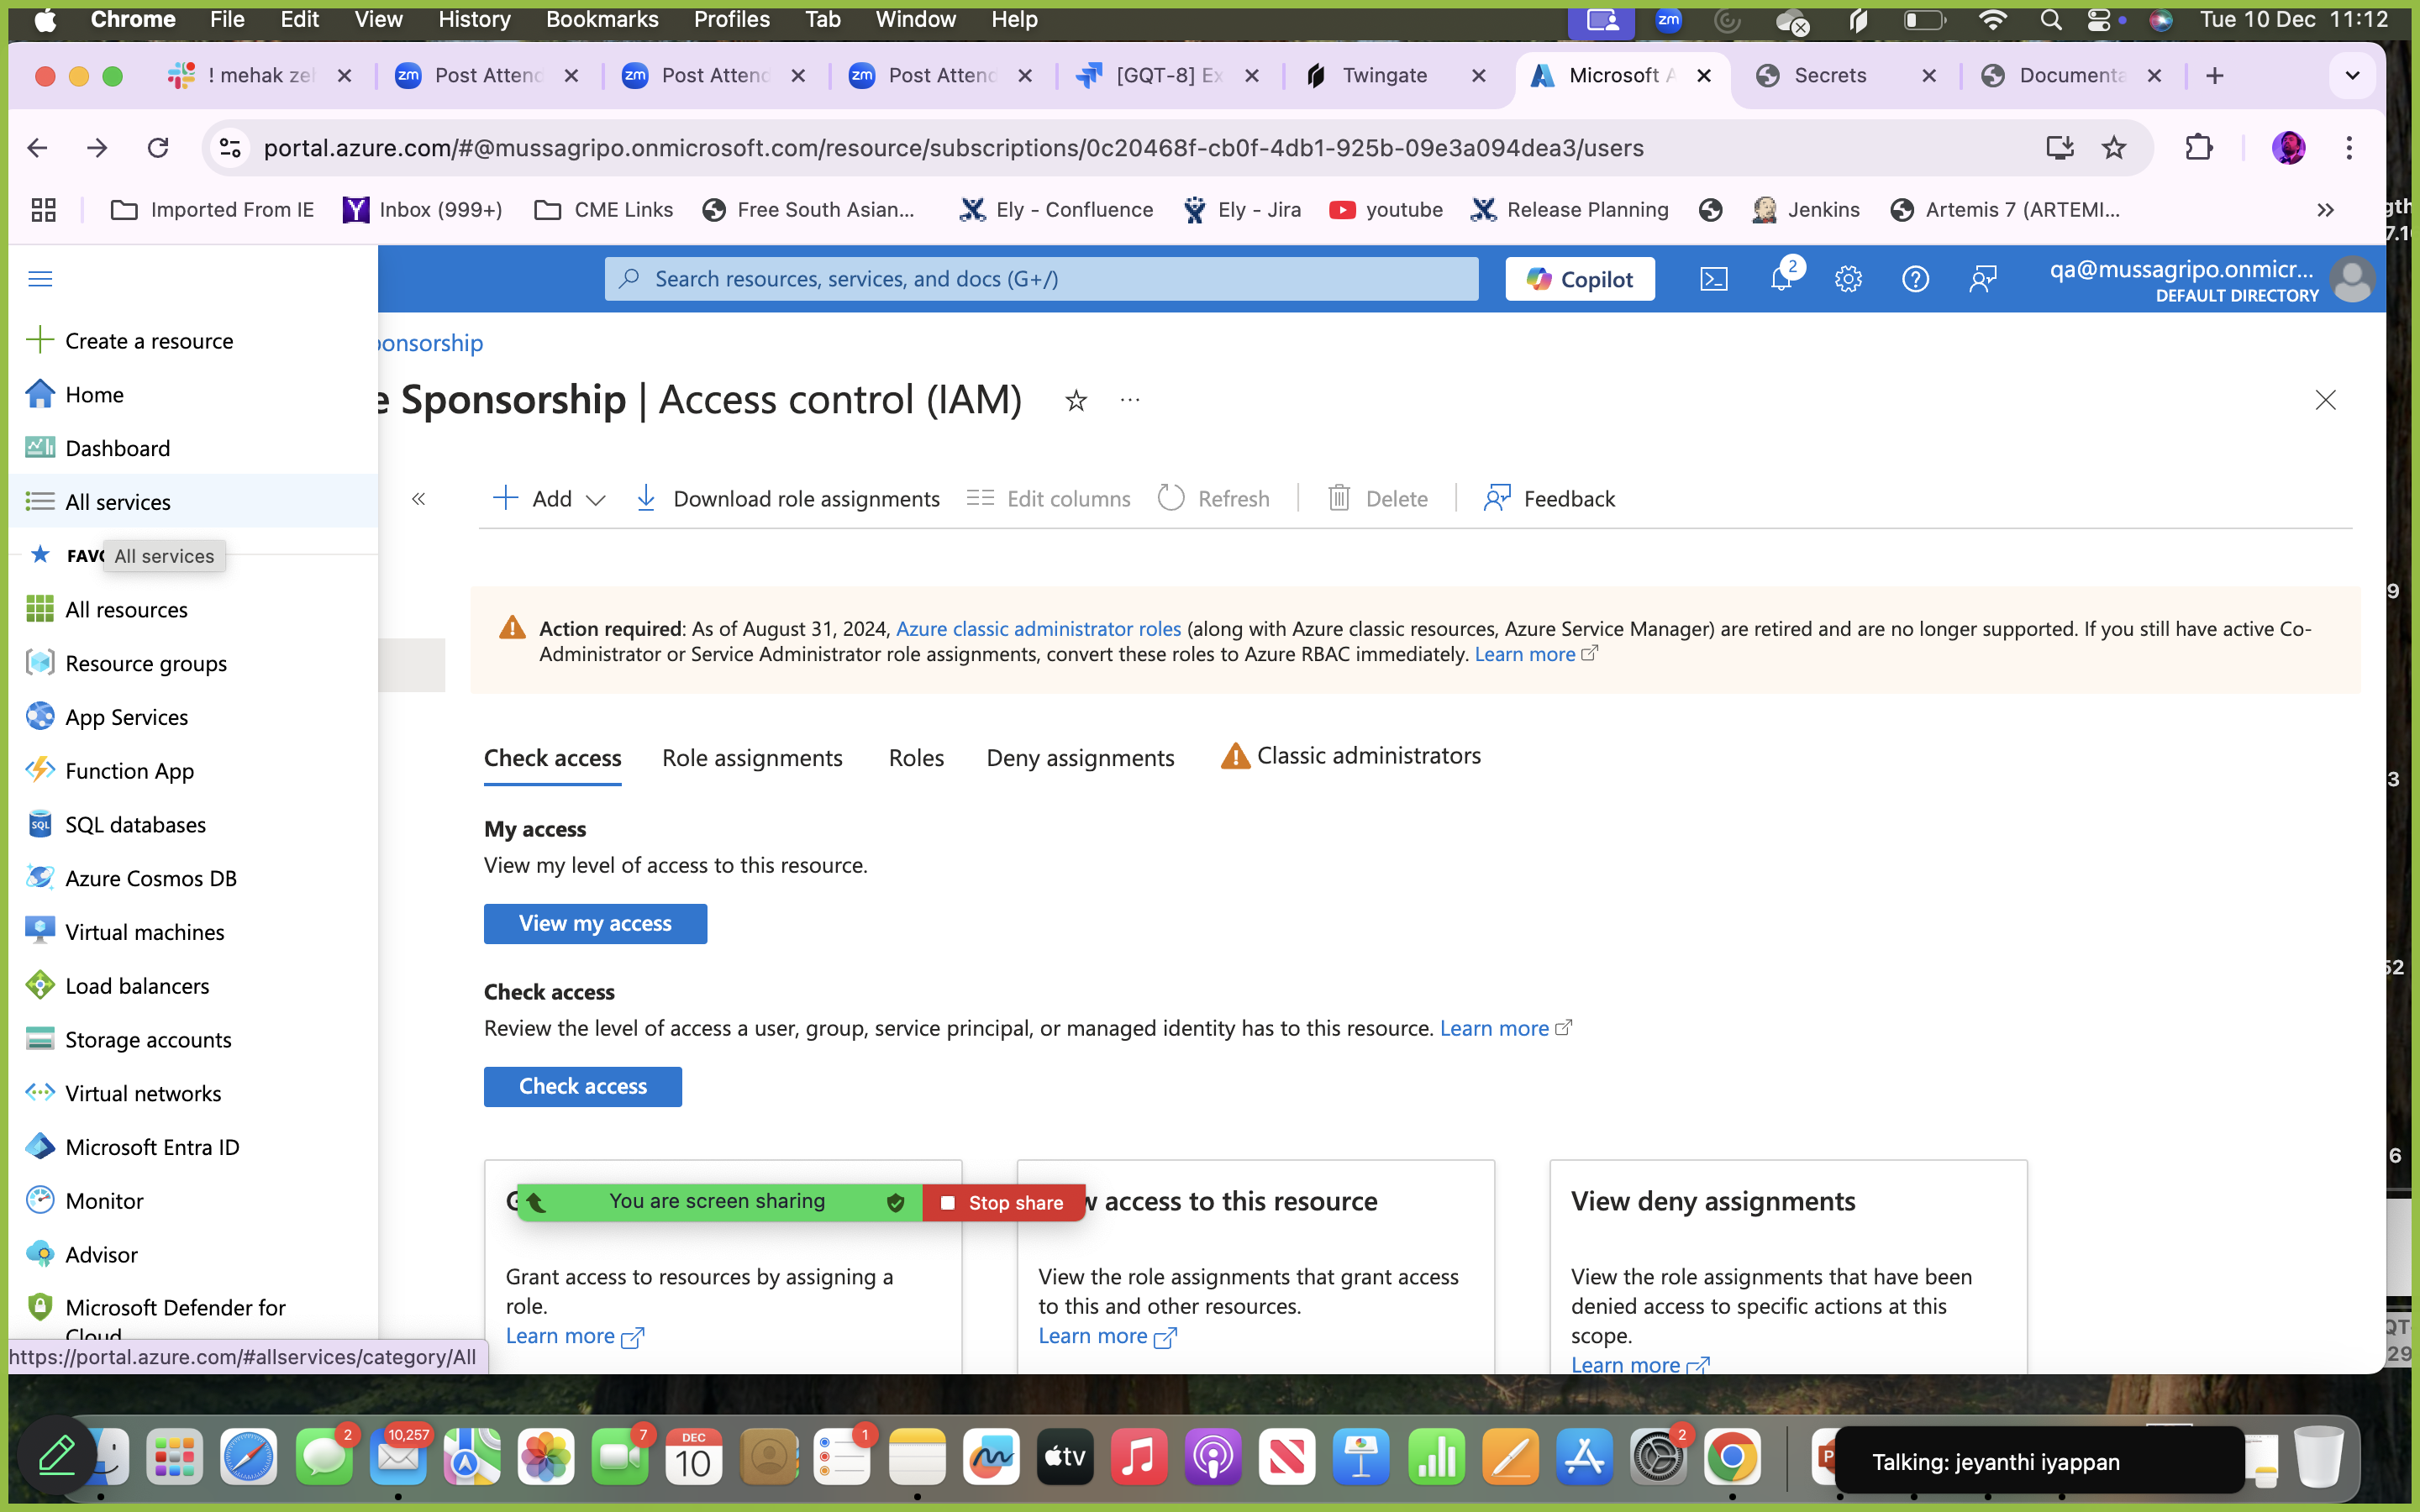 Chrome File Edit View History Bookmarks Profiles Tab Window Help zm Tue 10 Dec 11:12
! mehak ze zm Post Attend zm Post Attend zm Post Attend [GQT-8] Ex Twingate Microsoft A Secrets Documenta
portal.azure.com/#@mussagripo.onmicrosoft.com/resource/subscriptions/0c20468f-cb0f-4db1-925b-09e3a094dea3/users
Imported From IE Inbox (999+) CME Links Free South Asian... Ely - Confluence Ely - Jira youtube Release Planning Jenkins Artemis 7 (ARTEMI...
Search resources, services, and docs (G+/) Copilot 2 qa@mussagripo.onmicr...
DEFAULT DIRECTORY
Create a resource
Home
Dashboard
All services
FAVO
All services
All resources
Resource groups
App Services
Function App
SQL databases
Azure Cosmos DB
Virtual machines
Load balancers
Storage accounts
Virtual networks
Microsoft Entra ID
Monitor
Advisor
Microsoft Defender for
Cloud
https://portal.azure.com/#allservices/category/All
onsorship
e Sponsorship | Access control (IAM)
Add Download role assignments Edit columns Refresh Delete Feedback
Action required: As of August 31, 2024, Azure classic administrator roles (along with Azure classic resources, Azure Service Manager) are retired and are no longer supported. If you still have active Co-
Administrator or Service Administrator role assignments, convert these roles to Azure RBAC immediately. Learn more
Check access Role assignments Roles Deny assignments Classic administrators
My access
View my level of access to this resource.
View my access
Check access
Review the level of access a user, group, service principal, or managed identity has to this resource. Learn more
Check access
You are screen sharing Stop share
Grant access to resources by assigning a
role.
Learn more
w access to this resource
View the role assignments that grant access
to this and other resources.
Learn more
View deny assignments
View the role assignments that have been
denied access to specific actions at this
scope.
Learn more
2 10,257 7 DEC 10 1 tv 2
Talking: jeyanthi iyappan